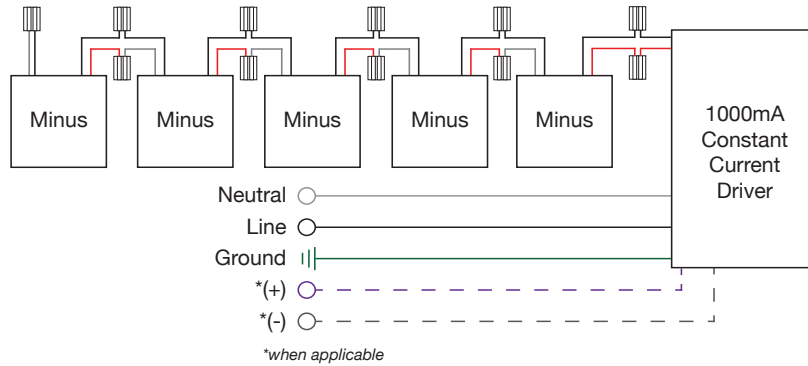 Minus
Minus
Minus
Minus
Minus
1000mA
Constant
Current
Driver
Neutral
Line
Ground
*(+)
*(-)
*when applicable